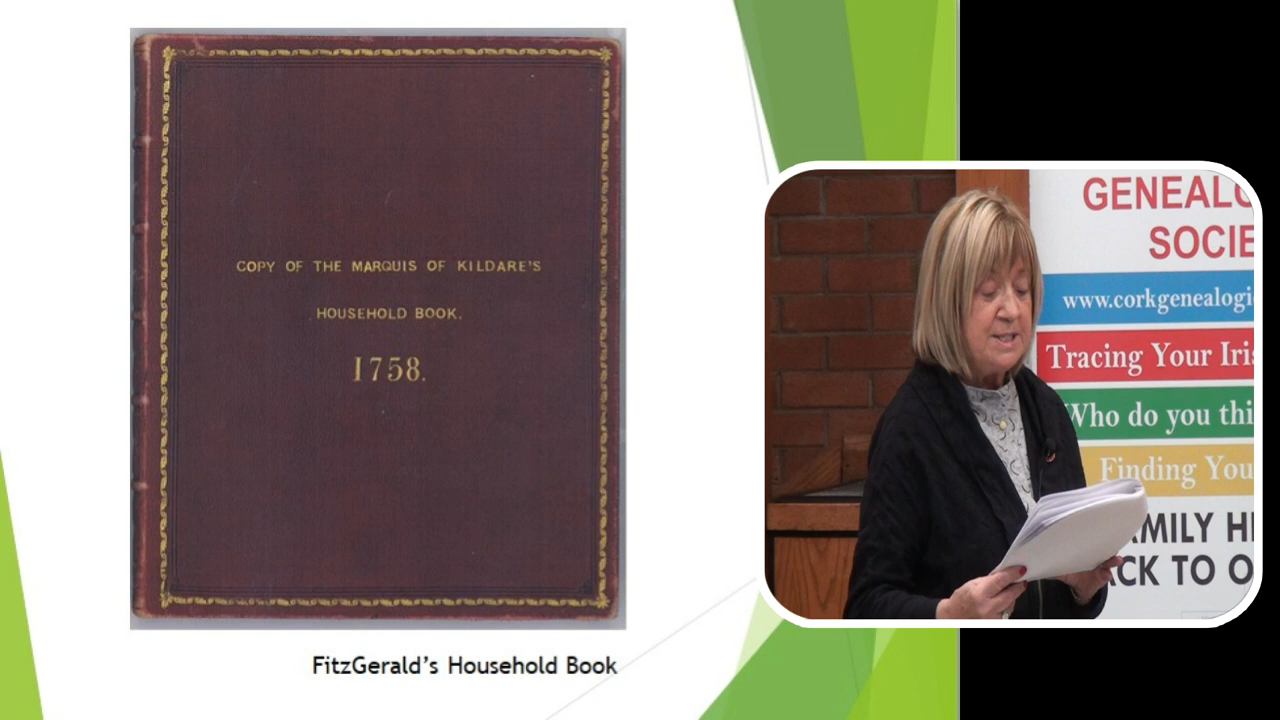 COPY OF THE MARQUIS OF KILDARE'S
HOUSEHOLD BOOK.
1758.
FitzGerald's Household Book
GENEALO
SOCIE
www.corkgenealogi
Tracing Your Iris
Who do you thi
Finding You
AMILY HI
ACK TO O